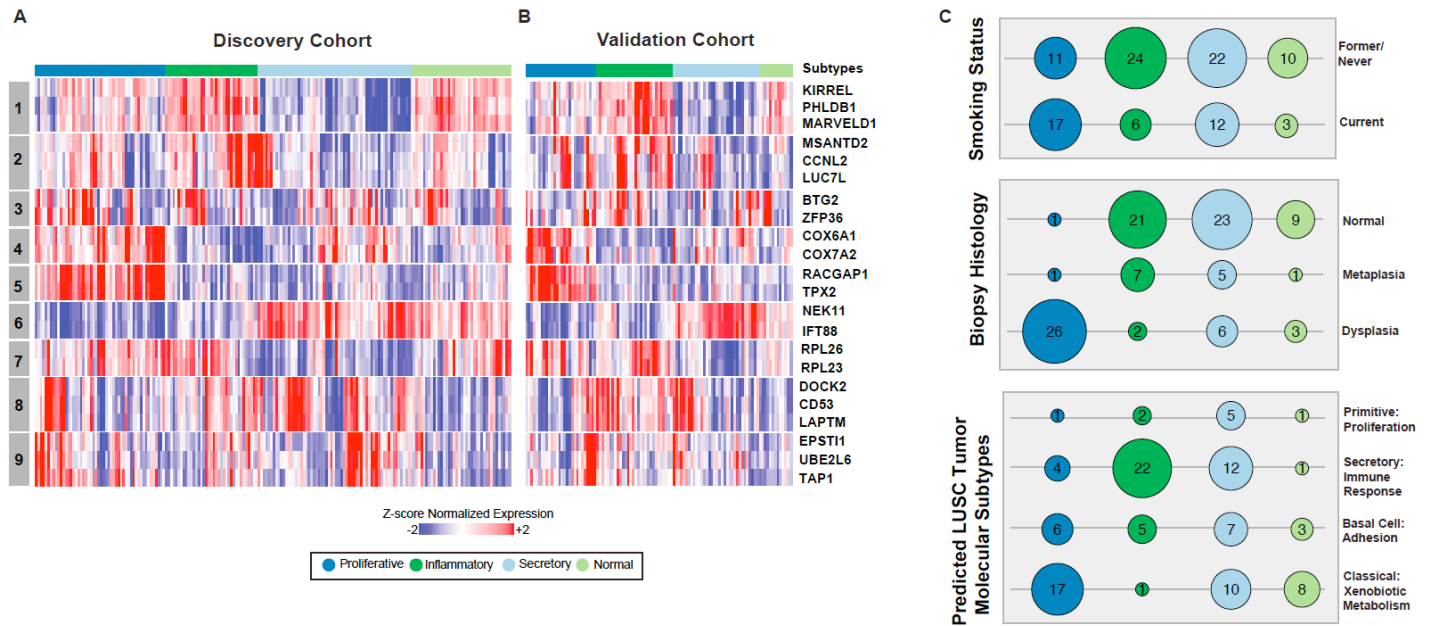 A
B
C
Discovery Cohort
Validation Cohort
Subtypes
1
2
3
4
5
6
7
8
9
KIRREL
PHLDB1
MARVELD1
MSANTD2
CCNL2
LUC7L
BTG2
ZFP36
COX6A1
COX7A2
RACGAP1
TPX2
NEK11
IFT88
RPL26
RPL23
DOCK2
CD53
LAPTM
EPSTI1
UBE2L6
TAP1
Z-score Normalized Expression
-2 +2
Proliferative Inflammatory Secretory Normal
Smoking Status
11 24 22 10
Former/
Never
17 6 12 3
Current
Biopsy Histology
1 21 23 9
Normal
1 7 5 1
Metaplasia
26 2 6 3
Dysplasia
Predicted LUSC Tumor
Molecular Subtypes
1 2 5 1
Primitive:
Proliferation
4 22 12 1
Secretory:
Immune
Response
6 5 7 3
Basal Cell:
Adhesion
17 1 10 8
Classical:
Xenobiotic
Metabolism